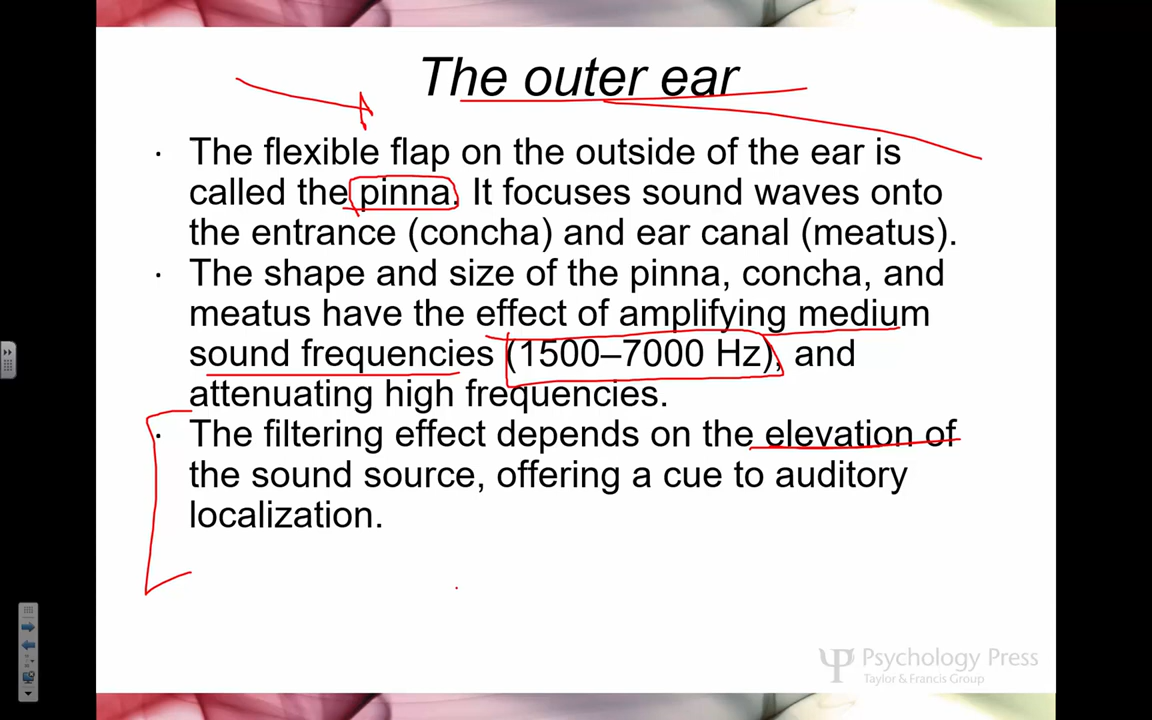 The outer ear
· The flexible flap on the outside of the ear is
called the pinna. It focuses sound waves onto
the entrance (concha) and ear canal (meatus).
· The shape and size of the pinna, concha, and
meatus have the effect of amplifying medium
sound frequencies (1500–7000 Hz), and
attenuating high frequencies.
· The filtering effect depends on the elevation of
the sound source, offering a cue to auditory
localization.
Psychology Press
Taylor & Francis Group